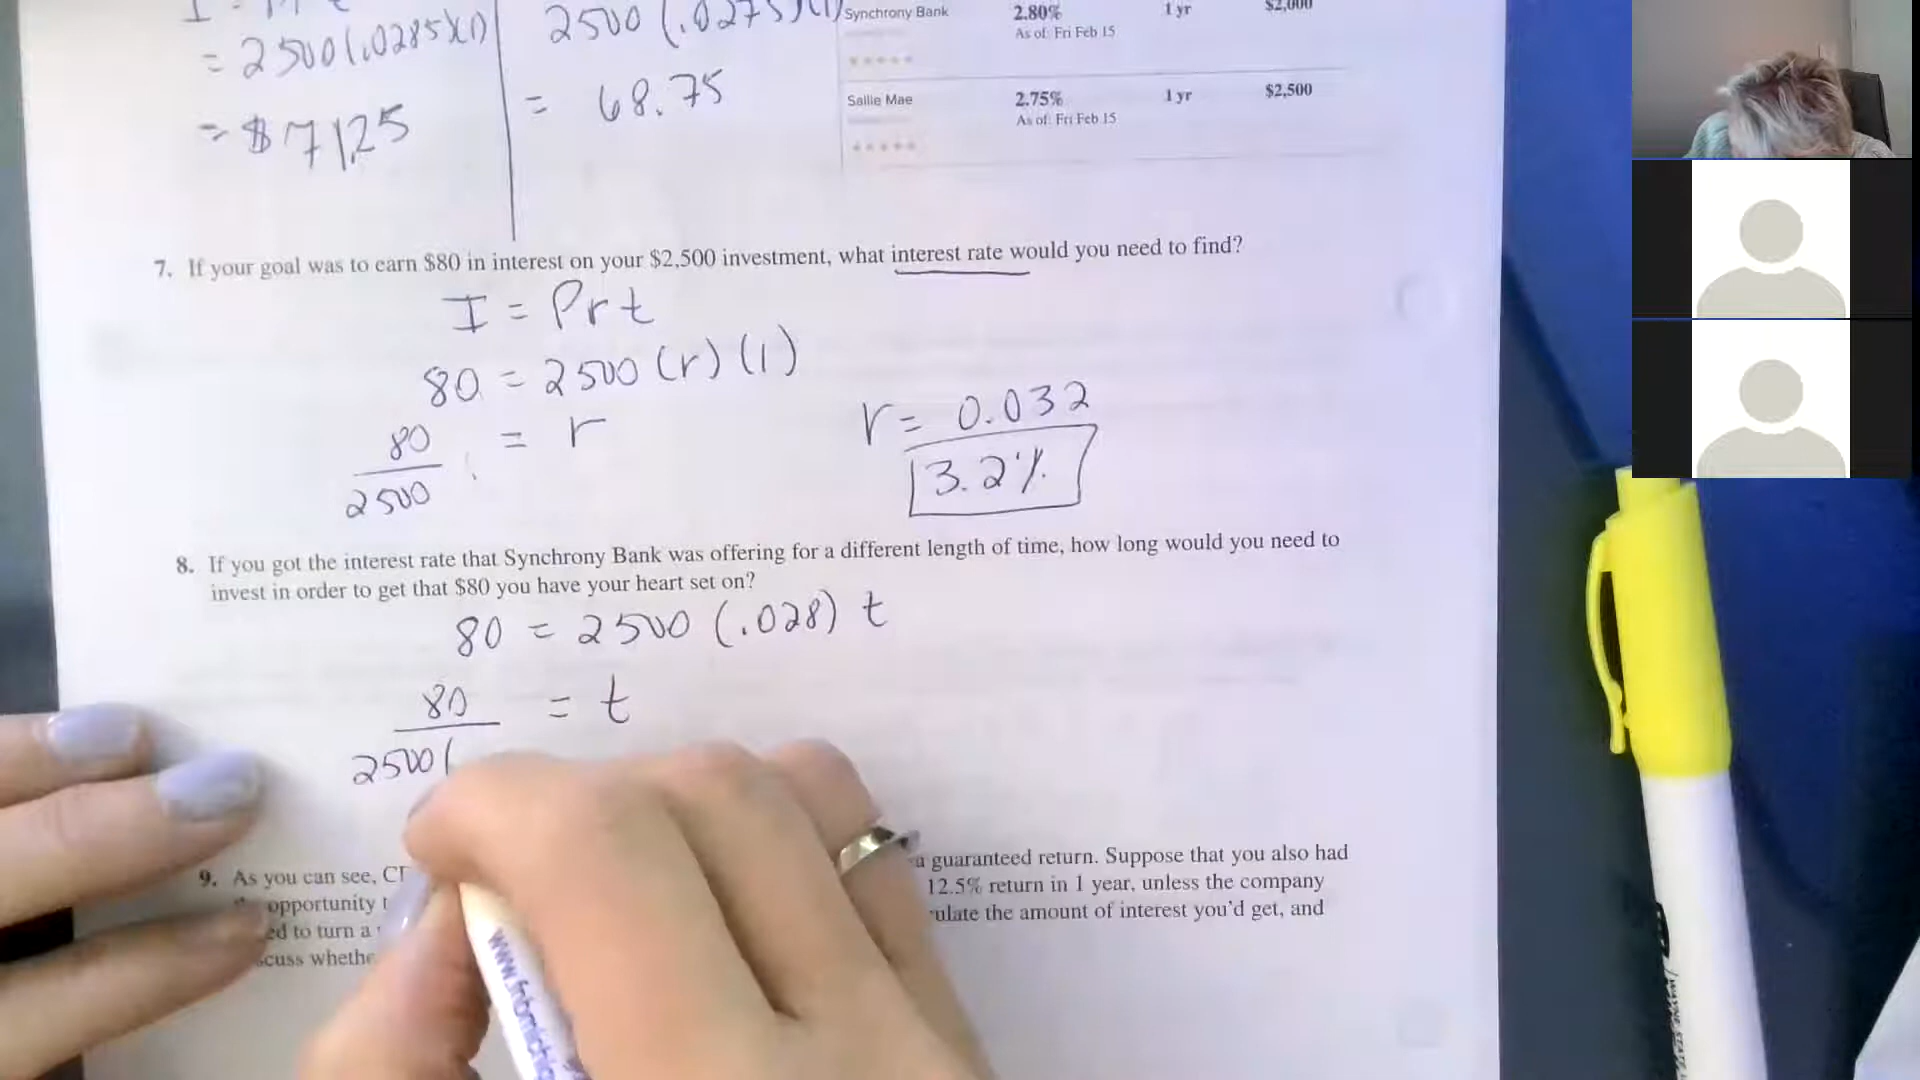 = 2500(.0285)(1)
= $71.25
2500 (.0275)(1)
= 68.75
Synchrony Bank 2.80% 1 yr $2,000
As of: Fri Feb 15
Sallie Mae 2.75% 1 yr $2,500
As of: Fri Feb 15
7. If your goal was to earn $80 in interest on your $2,500 investment, what interest rate would you need to find?
I = Prt
80 = 2500 (r) (1)
80
= r
2500
r = 0.032
3.2%
8. If you got the interest rate that Synchrony Bank was offering for a different length of time, how long would you need to
invest in order to get that $80 you have your heart set on?
80 = 2500 (.028) t
80
= t
2500(
9. As you can see, a guaranteed return. Suppose that you also had
opportunity 12.5% return in 1 year, unless the company
ed to turn a ulate the amount of interest you'd get, and
cuss whethe